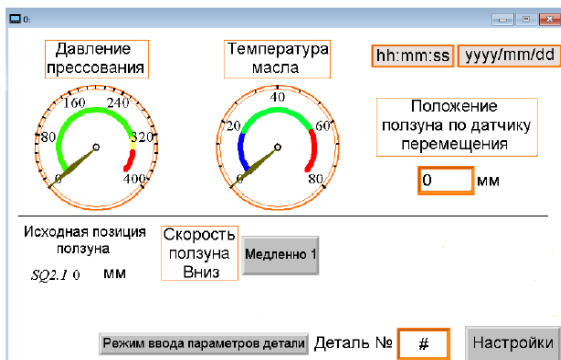 0:
Давление
прессования
Температура
масла
hh:mm:ss yyyy/mm/dd
0 80 160 240 320 400
0 20 40 60 80
Положение
ползуна по датчику
перемещения
0 мм
Исходная позиция
ползуна
SQ2.1 0 мм
Скорость
ползуна
Вниз
Медленно 1
Режим ввода параметров детали Деталь № # Настройки